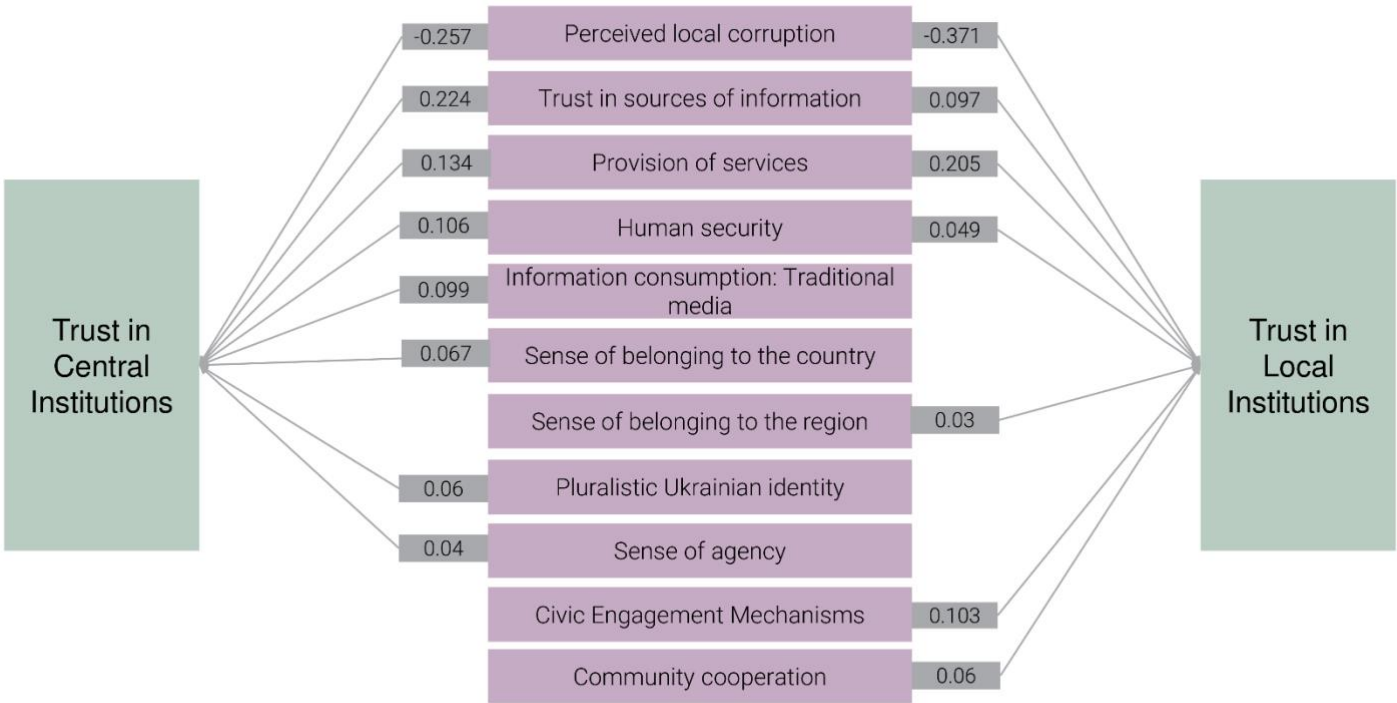 -0.257
Perceived local corruption
-0.371
0.224
Trust in sources of information
0.097
0.134
Provision of services
0.205
0.106
Human security
0.049
0.099
Information consumption: Traditional
media
Trust in
Central
Institutions
0.067
Sense of belonging to the country
Trust in
Local
Institutions
Sense of belonging to the region
0.03
0.06
Pluralistic Ukrainian identity
0.04
Sense of agency
Civic Engagement Mechanisms
0.103
Community cooperation
0.06